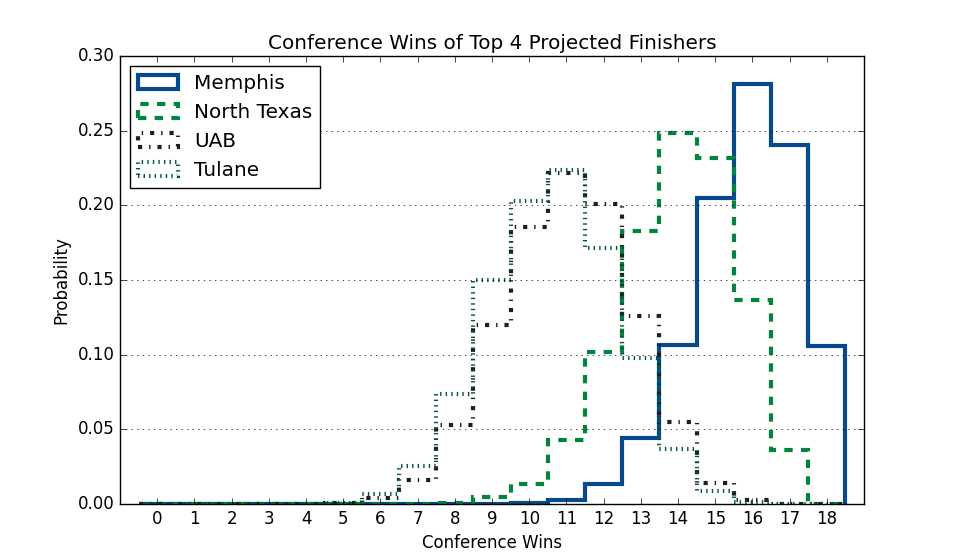 Conference Wins of Top 4 Projected Finishers
0.30
0.25
0.20
0.15
0.10
0.05
0.00
Probability
Memphis
North Texas
UAB
Tulane
0 1 2 3 4 5 6 7 8 9 10 11 12 13 14 15 16 17 18
Conference Wins